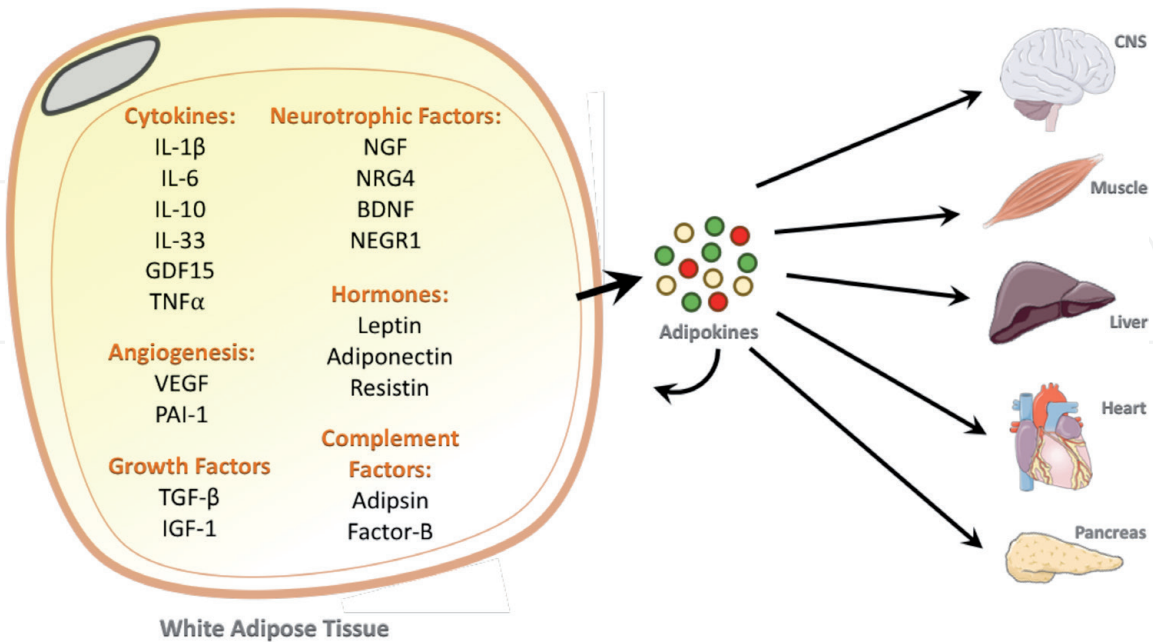 Cytokines:
IL-1β
IL-6
IL-10
IL-33
GDF15
TNFα
Angiogenesis:
VEGF
PAI-1
Growth Factors
TGF-β
IGF-1
Neurotrophic Factors:
NGF
NRG4
BDNF
NEGR1
Hormones:
Leptin
Adiponectin
Resistin
Complement
Factors:
Adipsin
Factor-B
White Adipose Tissue
Adipokines
CNS
Muscle
Liver
Heart
Pancreas